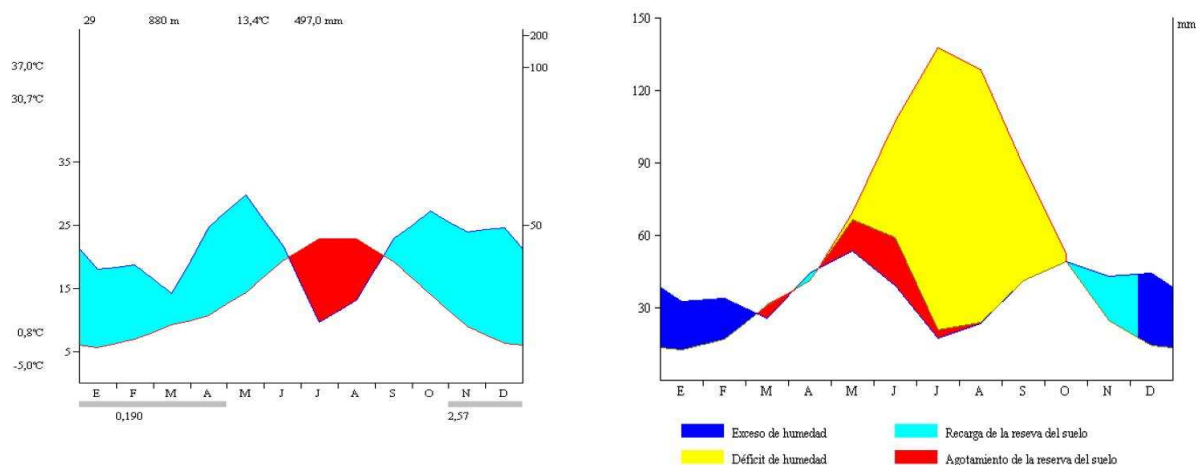 29 880 m 13,4ºC 497,0 mm
200
37,0ºC 100
30,7ºC
35
25 50
15
0,8ºC
5
-5,0ºC
E F M A M J J A S O N D
0,190 2,57
150 mm
120
90
60
30
E F M A M J J A S O N D
Exceso de humedad Recarga de la reseva del suelo
Déficit de humedad Agotamiento de la reserva del suelo